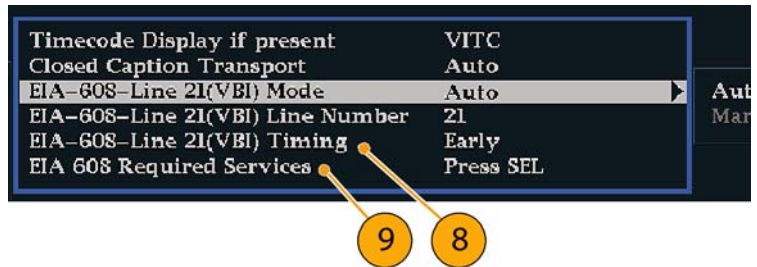 Timecode Display if present VITC
Closed Caption Transport Auto
EIA-608-Line 21(VBI) Mode Auto
EIA-608-Line 21(VBI) Line Number 21
EIA-608-Line 21(VBI) Timing Early
EIA 608 Required Services Press SEL
Aut
Mar
9 8